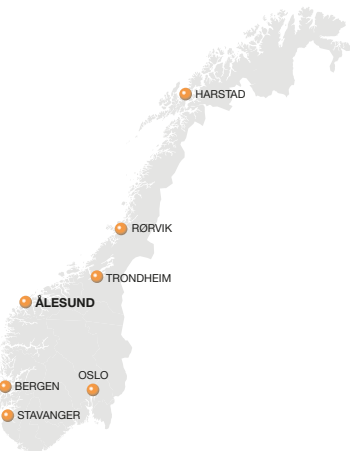 HARSTAD
RØRVIK
TRONDHEIM
ÅLESUND
OSLO
BERGEN
STAVANGER